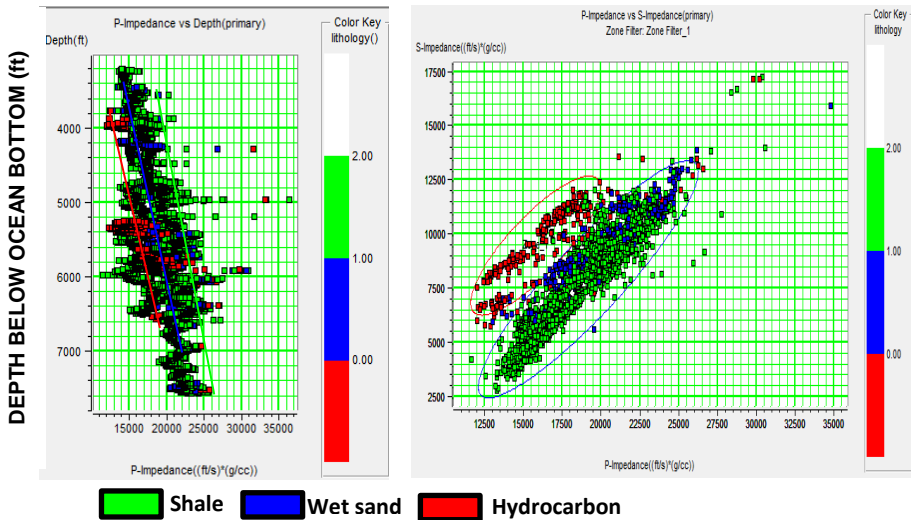 P-Impedance vs Depth(primary)
Depth(ft)
DEPTH BELOW OCEAN BOTTOM (ft)
4000
5000
6000
7000
15000 20000 25000 30000 35000
P-Impedance((ft/s)*(g/cc))
Color Key
lithology()
2.00
1.00
0.00
P-Impedance vs S-Impedance(primary)
Zone Filter: Zone Filter_1
S-Impedance((ft/s)*(g/cc))
17500
15000
12500
10000
7500
5000
2500
12500 15000 17500 20000 22500 25000 27500 30000 32500 35000
P-Impedance((ft/s)*(g/cc))
Color Key
lithology()
2.00
1.00
0.00
Shale Wet sand Hydrocarbon